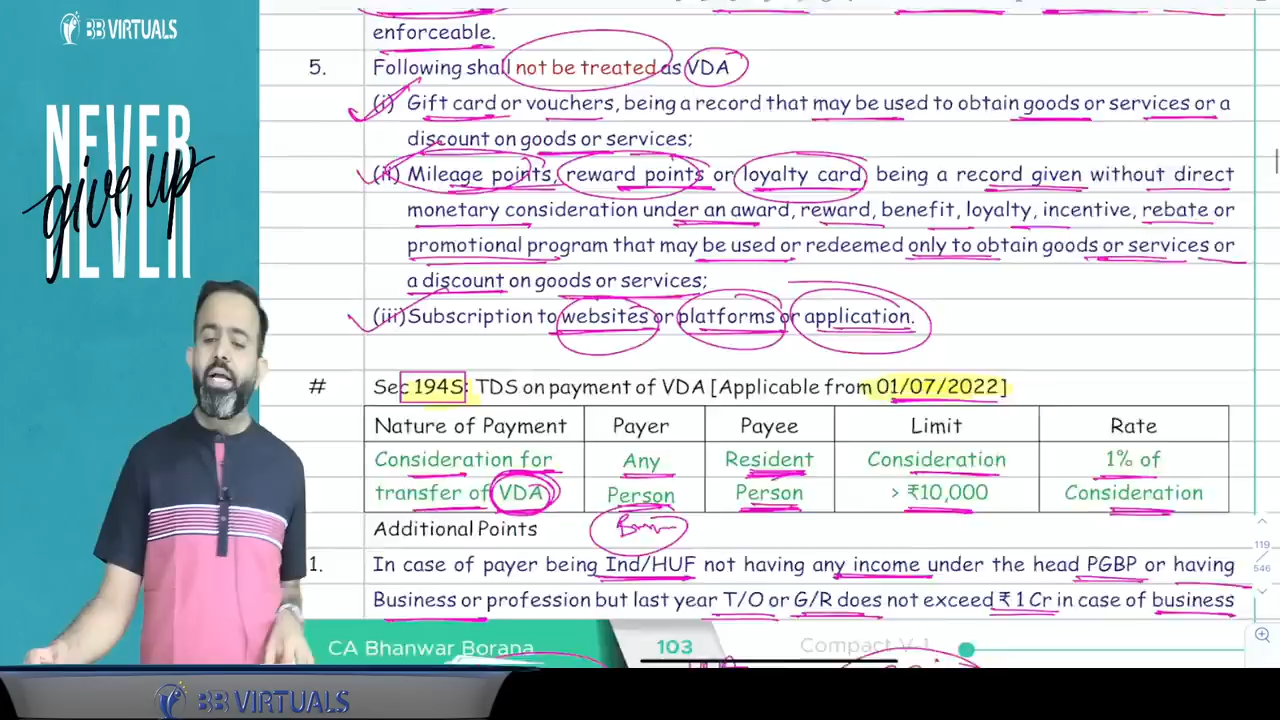 BB VIRTUALS
NEVER
give up
NEVER
enforceable.
5. Following shall not be treated as VDA
(i) Gift card or vouchers, being a record that may be used to obtain goods or services or a
discount on goods or services;
(ii) Mileage points, reward points or loyalty card, being a record given without direct
monetary consideration under an award, reward, benefit, loyalty, incentive, rebate or
promotional program that may be used or redeemed only to obtain goods or services or
a discount on goods or services;
(iii) Subscription to websites or platforms or application.
# Sec 194S: TDS on payment of VDA [Applicable from 01/07/2022]
Nature of Payment Payer Payee Limit Rate
Consideration for Any Resident Consideration 1% of
transfer of VDA Person Person > ₹10,000 Consideration
Additional Points
1. In case of payer being Ind/HUF not having any income under the head PGBP or having
Business or profession but last year T/O or G/R does not exceed ₹ 1 Cr in case of business
CA Bhanwar Borana 103 Compact V-1
119
546
BB VIRTUALS